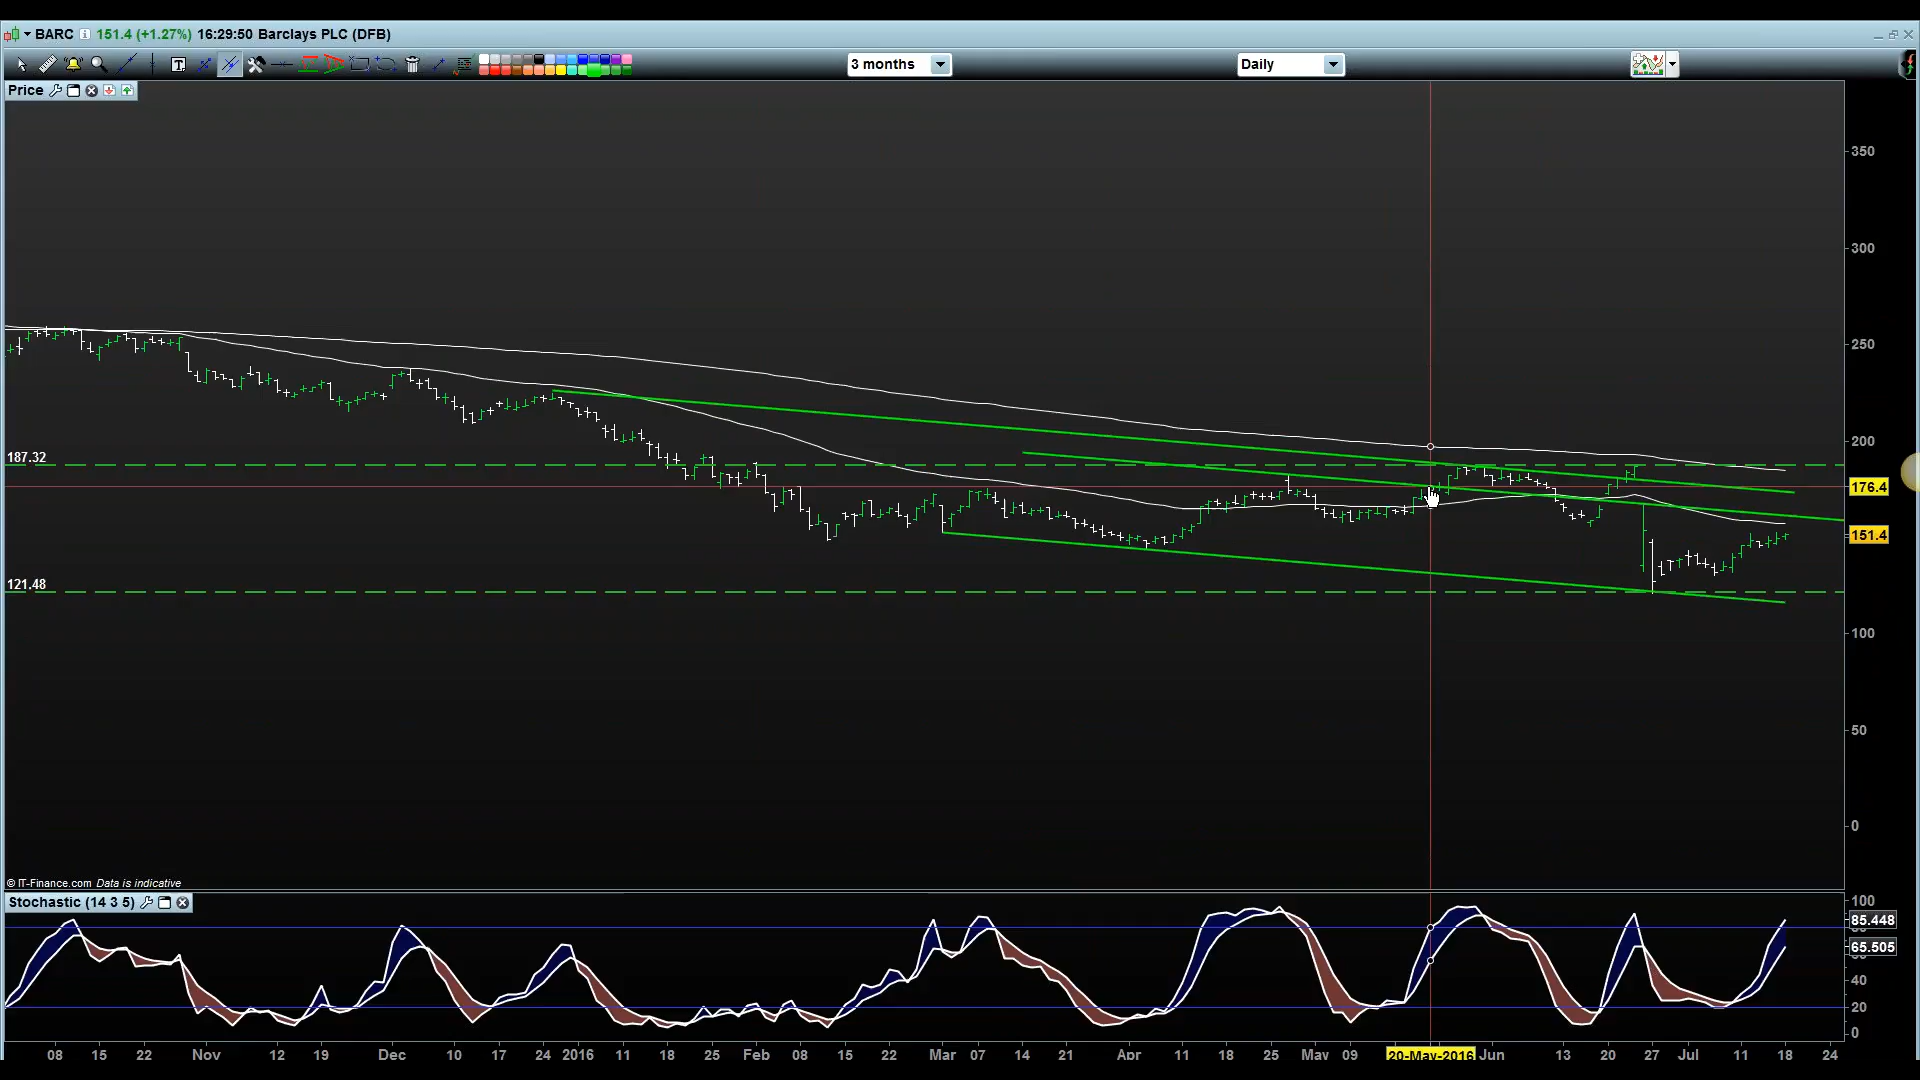 BARC 151.4 (+1.27%) 16:29:50 Barclays PLC (DFB)
T 3 months Daily
Price
350
300
250
200
187.32
176.4
151.4
121.48
100
50
0
© IT-Finance.com Data is indicative
Stochastic (14 3 5)
100
85.448
65.505
40
20
0
08 15 22 Nov 12 19 Dec 10 17 24 2016 11 18 25 Feb 08 15 22 Mar 07 14 21 Apr 11 18 25 May 09 20-May-2016 Jun 13 20 27 Jul 11 18 24